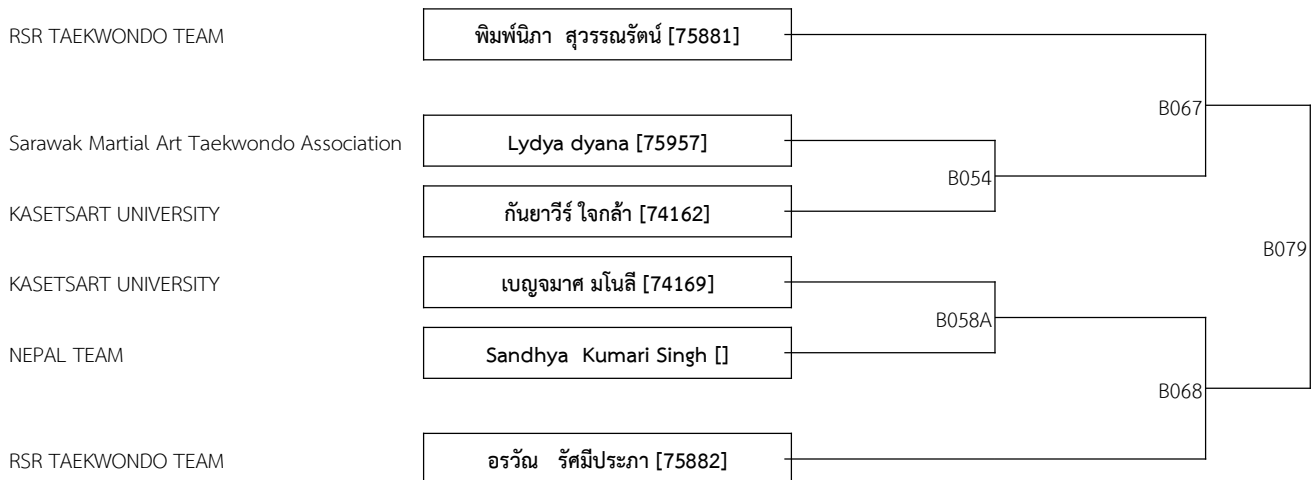 RSR TAEKWONDO TEAM พิมพ์นิภา สุวรรณรัตน์ [75881]
B067
Sarawak Martial Art Taekwondo Association Lydya dyana [75957]
B054
KASETSART UNIVERSITY กันยาวีร์ ใจกล้า [74162]
B079
KASETSART UNIVERSITY เบญจมาศ มโนลี [74169]
B058A
NEPAL TEAM Sandhya Kumari Singh []
B068
RSR TAEKWONDO TEAM อรวัณ รัศมีประภา [75882]